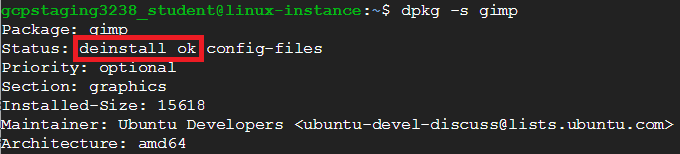 gcpstaging3238_student@linux-instance:~$ dpkg -s gimp
Package: gimp
Status: deinstall ok config-files
Priority: optional
Section: graphics
Installed-Size: 15618
Maintainer: Ubuntu Developers <ubuntu-devel-discuss@lists.ubuntu.com>
Architecture: amd64